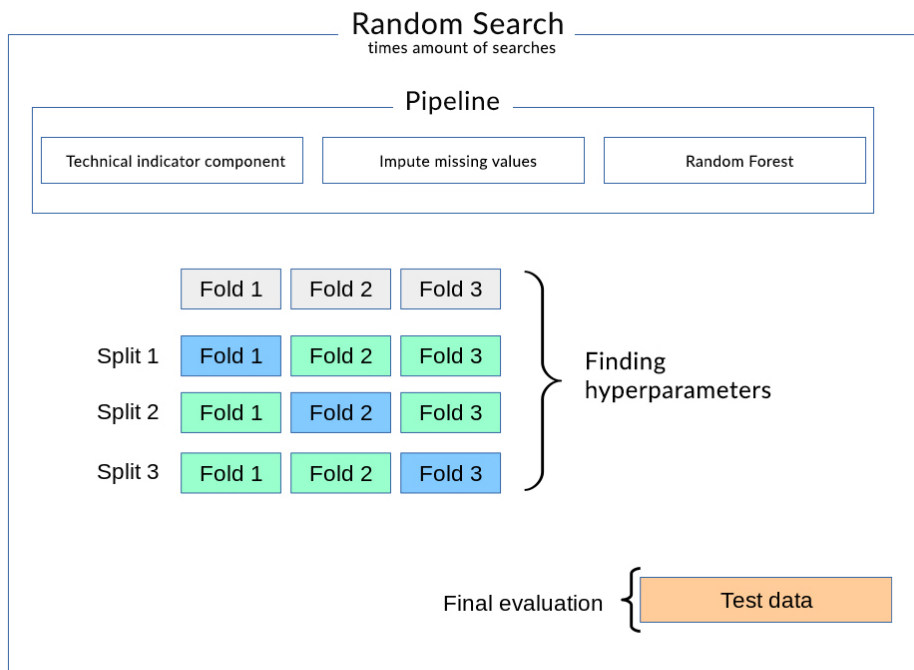 Random Search
times amount of searches
Pipeline
Technical indicator component
Impute missing values
Random Forest
Fold 1 Fold 2 Fold 3
Split 1 Fold 1 Fold 2 Fold 3
Split 2 Fold 1 Fold 2 Fold 3
Split 3 Fold 1 Fold 2 Fold 3
Finding
hyperparameters
Final evaluation
Test data